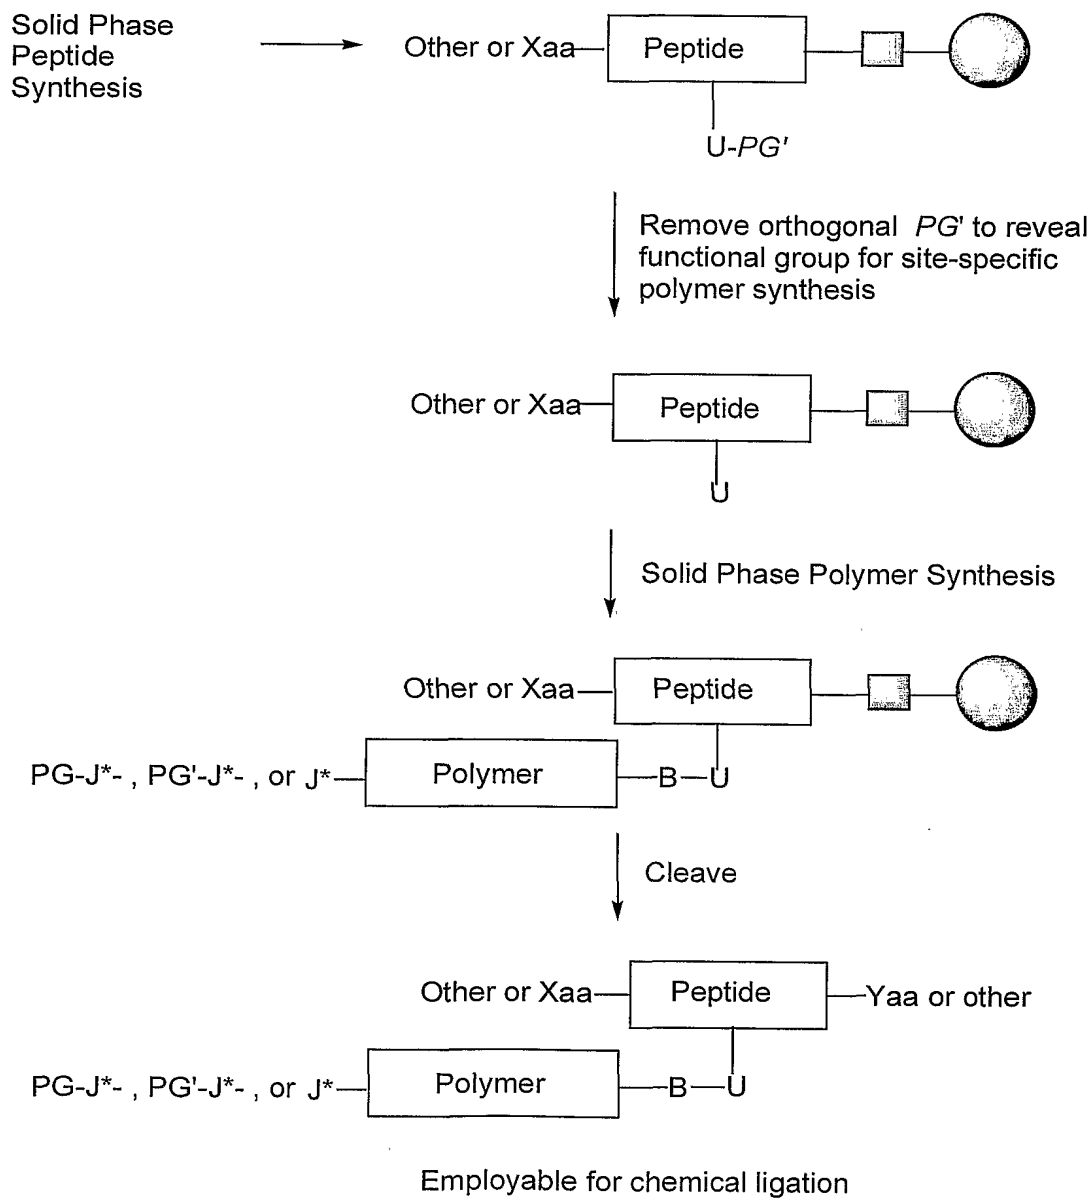 Solid Phase
Peptide
Synthesis
Other or Xaa
Peptide
U-PG'
Remove orthogonal PG' to reveal
functional group for site-specific
polymer synthesis
Other or Xaa
Peptide
U
Solid Phase Polymer Synthesis
Other or Xaa
Peptide
PG-J*- , PG'-J*- , or J*
Polymer
B
U
Cleave
Other or Xaa
Peptide
Yaa or other
PG-J*- , PG'-J*- , or J*
Polymer
B
U
Employable for chemical ligation